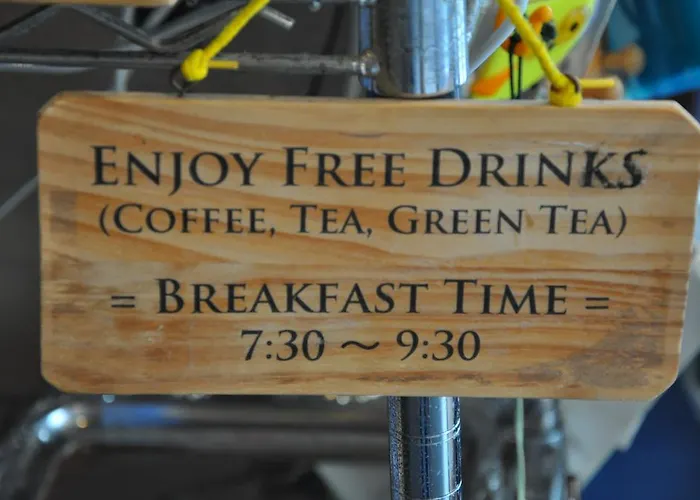 ENJOY FREE DRINKS
(COFFEE, TEA, GREEN TEA)
= BREAKFAST TIME =
7:30 〜 9:30